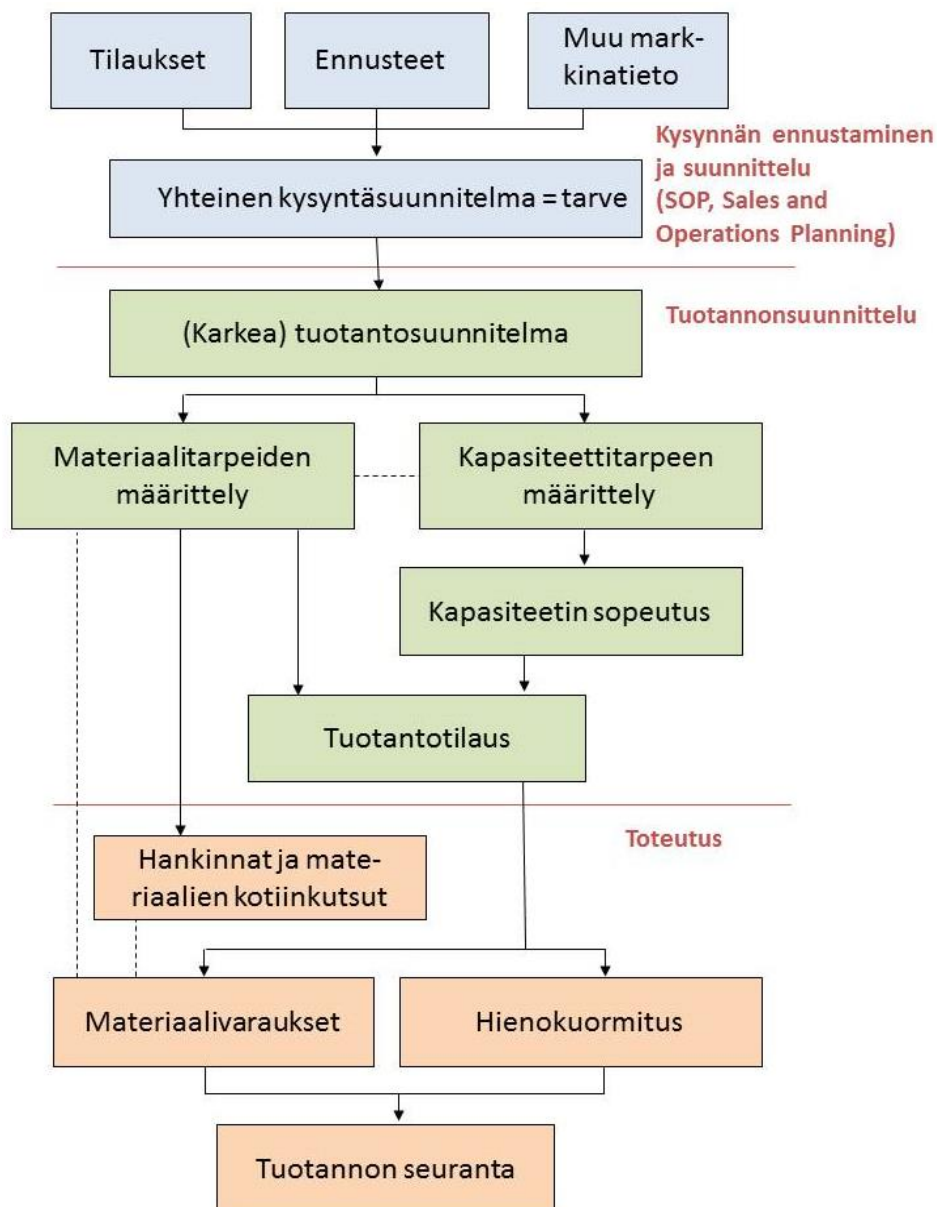 Tilaukset
Ennusteet
Muu mark-
kinatieto
Kysynnän ennustaminen
ja suunnittelu
(SOP, Sales and
Operations Planning)
Yhteinen kysyntäsuunnitelma = tarve
Tuotannonsuunnittelu
(Karkea) tuotantosuunnitelma
Materiaalitarpeiden
määrittely
Kapasiteettitarpeen
määrittely
Kapasiteetin sopeutus
Tuotantotilaus
Toteutus
Hankinnat ja mate-
riaalien kotiinkutsut
Materiaalivaraukset
Hienokuormitus
Tuotannon seuranta